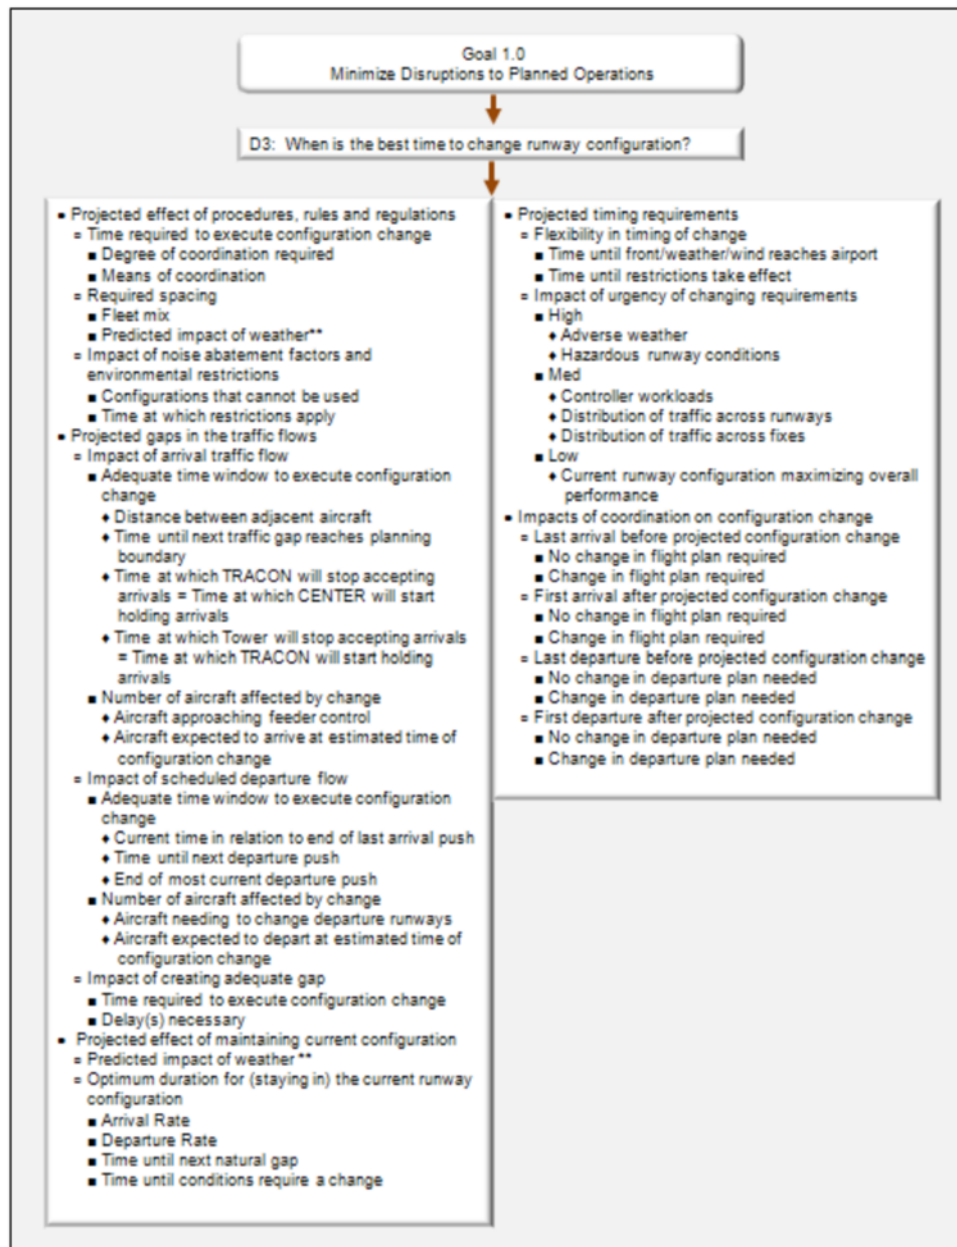 Goal 1.0
Minimize Disruptions to Planned Operations
D3: When is the best time to change runway configuration?
▪ Projected effect of procedures, rules and regulations
▫ Time required to execute configuration change
■ Degree of coordination required
■ Means of coordination
▫ Required spacing
■ Fleet mix
■ Predicted impact of weather**
▫ Impact of noise abatement factors and
environmental restrictions
■ Configurations that cannot be used
■ Time at which restrictions apply
▪ Projected gaps in the traffic flows
▫ Impact of arrival traffic flow
■ Adequate time window to execute configuration
change
♦ Distance between adjacent aircraft
♦ Time until next traffic gap reaches planning
boundary
♦ Time at which TRACON will stop accepting
arrivals = Time at which CENTER will start
holding arrivals
♦ Time at which Tower will stop accepting arrivals
= Time at which TRACON will start holding
arrivals
■ Number of aircraft affected by change
♦ Aircraft approaching feeder control
♦ Aircraft expected to arrive at estimated time of
configuration change
▫ Impact of scheduled departure flow
■ Adequate time window to execute configuration
change
♦ Current time in relation to end of last arrival push
♦ Time until next departure push
♦ End of most current departure push
■ Number of aircraft affected by change
♦ Aircraft needing to change departure runways
♦ Aircraft expected to depart at estimated time of
configuration change
▫ Impact of creating adequate gap
■ Time required to execute configuration change
■ Delay(s) necessary
▪ Projected effect of maintaining current configuration
▫ Predicted impact of weather **
▫ Optimum duration for (staying in) the current runway
configuration
■ Arrival Rate
■ Departure Rate
■ Time until next natural gap
■ Time until conditions require a change
▪ Projected timing requirements
▫ Flexibility in timing of change
■ Time until front/weather/wind reaches airport
■ Time until restrictions take effect
▫ Impact of urgency of changing requirements
■ High
♦ Adverse weather
♦ Hazardous runway conditions
■ Med
♦ Controller workloads
♦ Distribution of traffic across runways
♦ Distribution of traffic across fixes
■ Low
♦ Current runway configuration maximizing overall
performance
▪ Impacts of coordination on configuration change
▫ Last arrival before projected configuration change
■ No change in flight plan required
■ Change in flight plan required
▫ First arrival after projected configuration change
■ No change in flight plan required
■ Change in flight plan required
▫ Last departure before projected configuration change
■ No change in departure plan needed
■ Change in departure plan needed
▫ First departure after projected configuration change
■ No change in departure plan needed
■ Change in departure plan needed